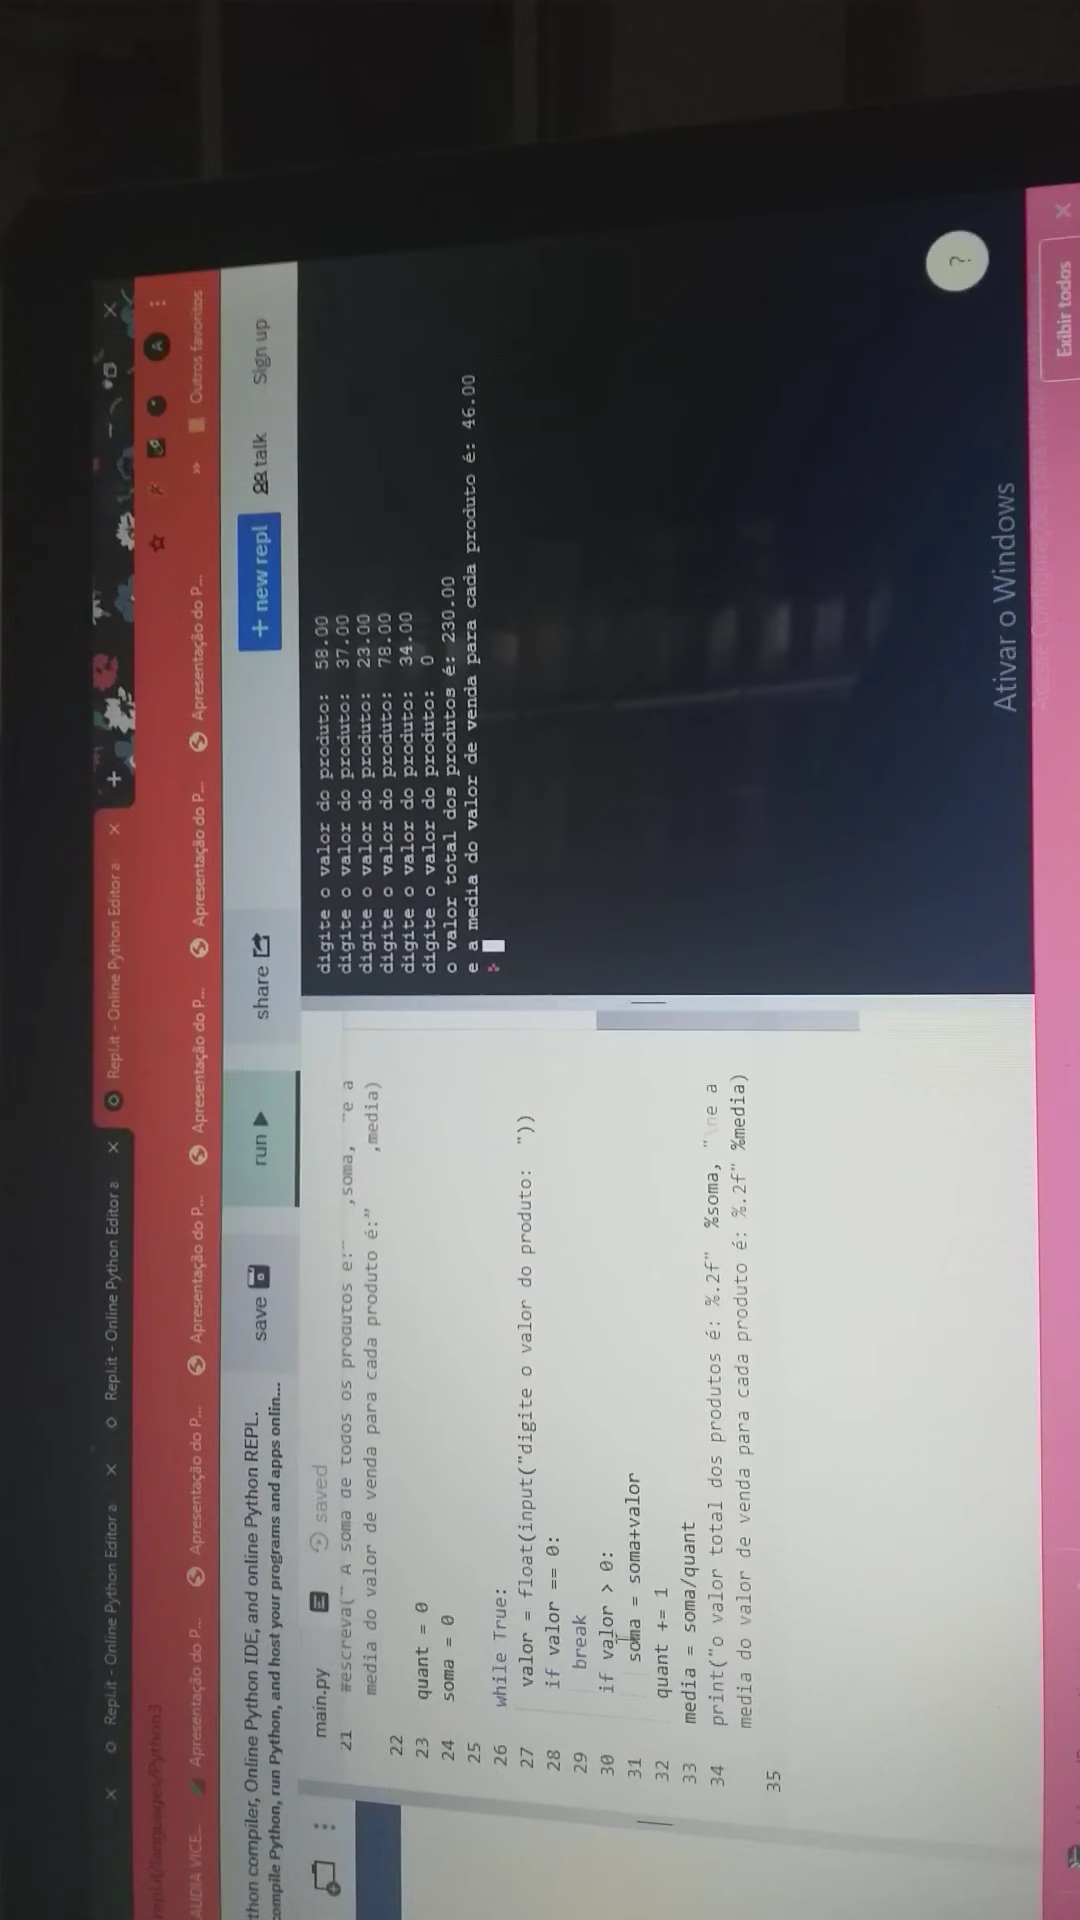 Repl.it - Online Python Editor a
Repl.it - Online Python Editor a
Repl.it - Online Python Editor a
repl.it/languages/Python3
AUDIA VICE...
Apresentação do P...
Apresentação do P...
Apresentação do P...
Apresentação do P...
Apresentação do P...
Apresentação do P...
Outros favoritos
thon compiler, Online Python IDE, and online Python REPL.
compile Python, run Python, and host your programs and apps onlin...
save
run
share
+ new repl
talk
Sign up
main.py
saved
21 #escreva(" A soma de todos os produtos e:" ,soma, "e a
media do valor de venda para cada produto é:" ,media)
22
23 quant = 0
24 soma = 0
25
26 while True:
27 valor = float(input("digite o valor do produto: "))
28 if valor == 0:
29 break
30 if valor > 0:
31 soma = soma+valor
32 quant += 1
33 media = soma/quant
34 print("o valor total dos produtos é: %.2f" %soma, "\ne a
media do valor de venda para cada produto é: %.2f" %media)
35
digite o valor do produto: 58.00
digite o valor do produto: 37.00
digite o valor do produto: 23.00
digite o valor do produto: 78.00
digite o valor do produto: 34.00
digite o valor do produto: 0
o valor total dos produtos é: 230.00
e a media do valor de venda para cada produto é: 46.00
?
Ativar o Windows
Exibir todos